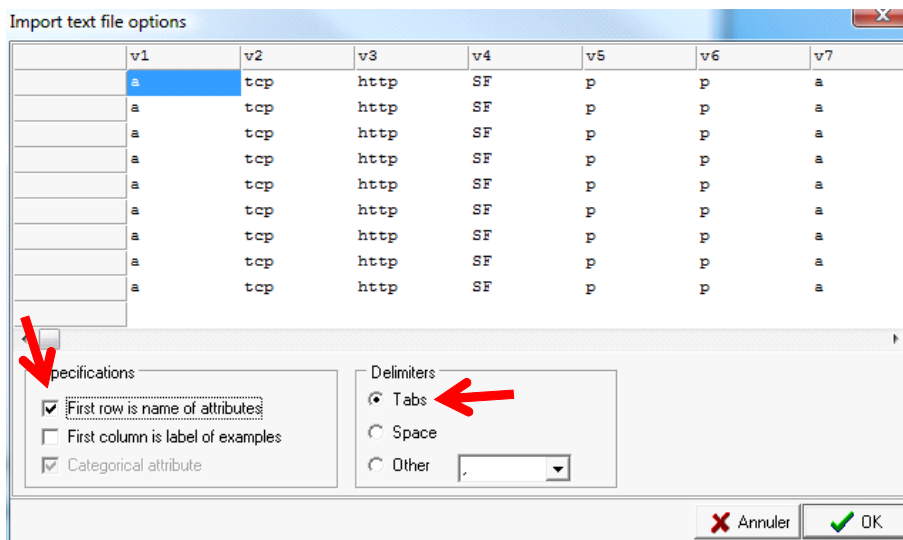 Import text file options
v1 v2 v3 v4 v5 v6 v7
a tcp http SF p p a
a tcp http SF p p a
a tcp http SF p p a
a tcp http SF p p a
a tcp http SF p p a
a tcp http SF p p a
a tcp http SF p p a
a tcp http SF p p a
a tcp http SF p p a
Specifications
First row is name of attributes
First column is label of examples
Categorical attribute
Delimiters
Tabs
Space
Other ,
Annuler OK